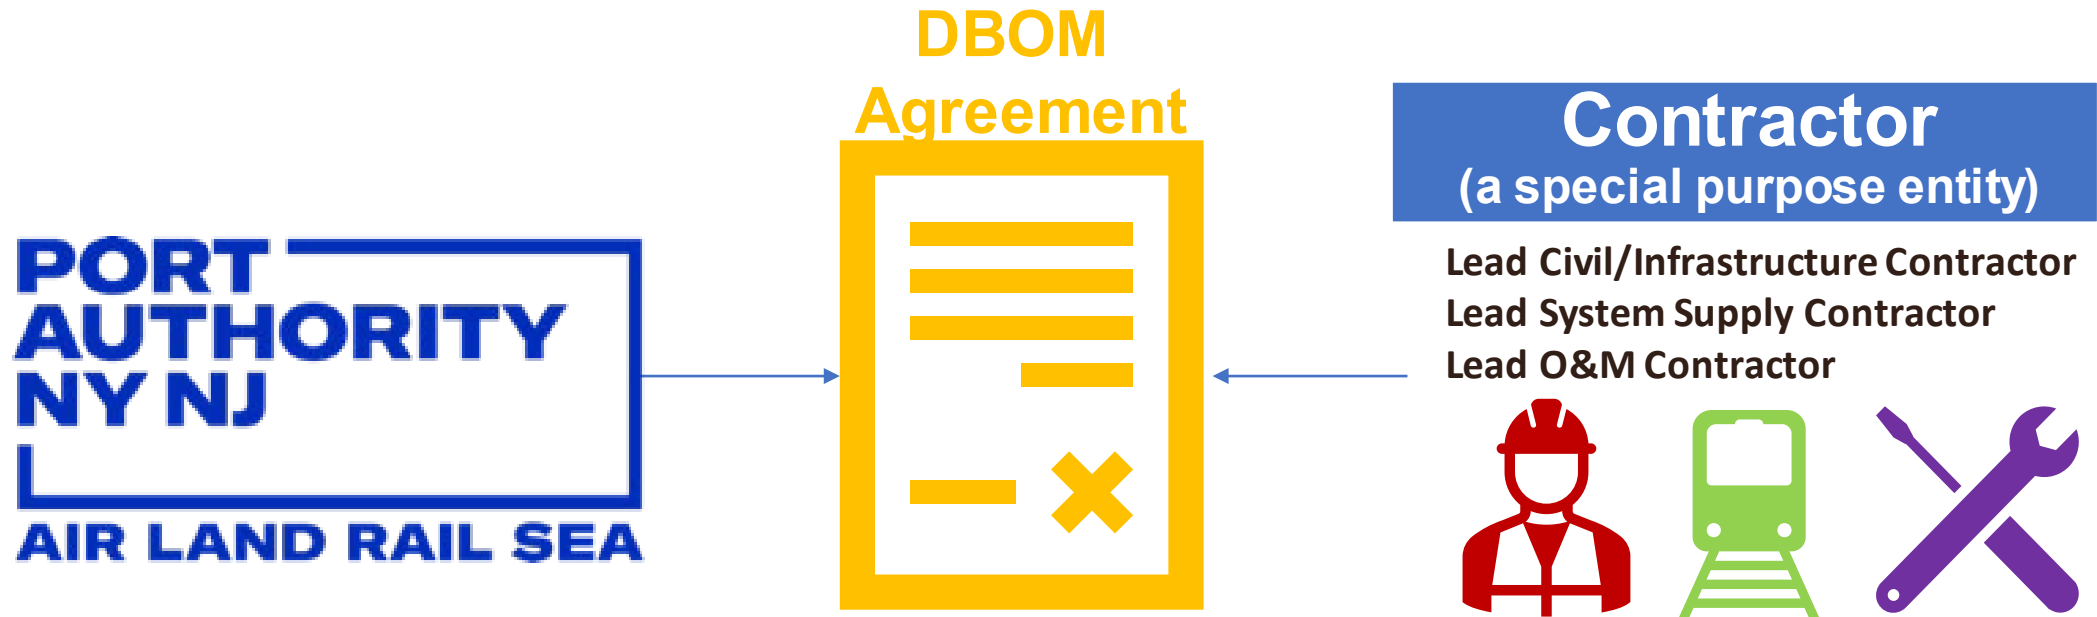 DBOM
Agreement
PORT
AUTHORITY
NY NJ
AIR LAND RAIL SEA
Contractor
(a special purpose entity)
Lead Civil/Infrastructure Contractor
Lead System Supply Contractor
Lead O&M Contractor